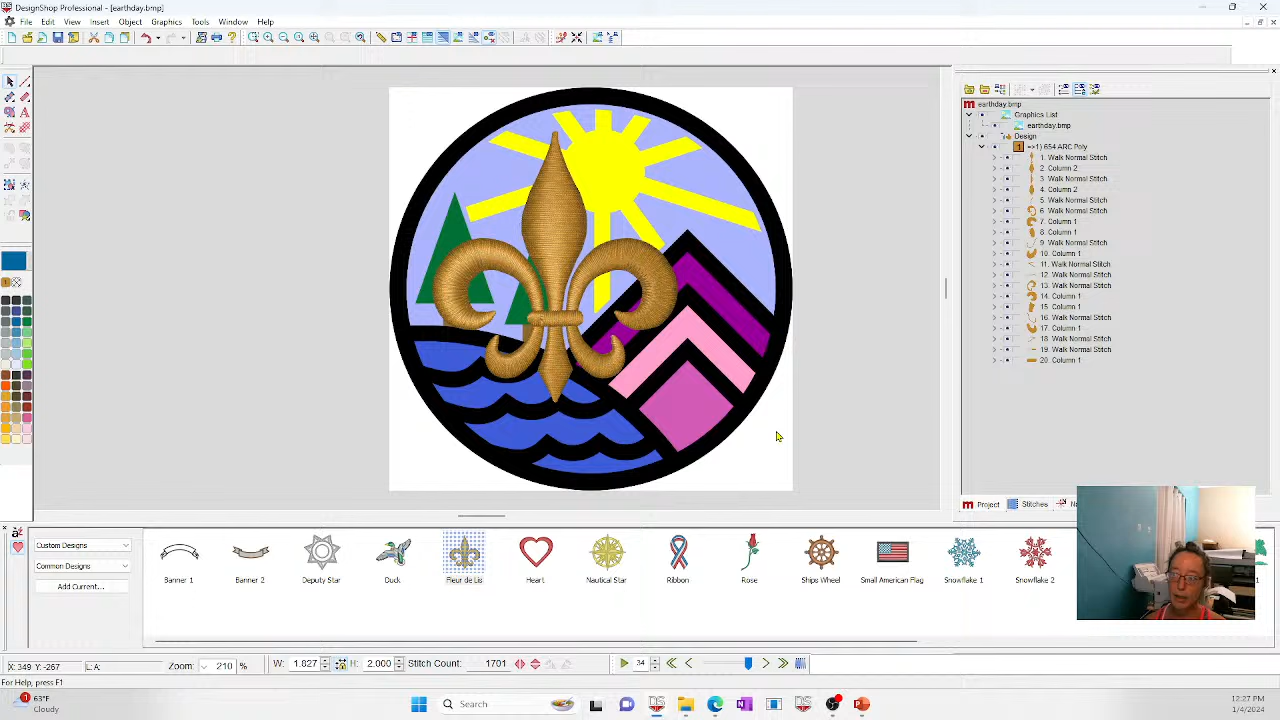 DesignShop Professional - [earthday.bmp]
File Edit View Insert Object Graphics Tools Window Help
earthday.bmp
Graphics List
earthday.bmp
Design
1 =>1) 654 ARC Poly
1. Walk Normal Stitch
2. Column 2
3. Walk Normal Stitch
4. Column 2
5. Walk Normal Stitch
6. Walk Normal Stitch
7. Column 1
8. Column 1
9. Walk Normal Stitch
10. Column 1
11. Walk Normal Stitch
12. Walk Normal Stitch
13. Walk Normal Stitch
14. Column 1
15. Column 1
16. Walk Normal Stitch
17. Column 1
18. Walk Normal Stitch
19. Walk Normal Stitch
20. Column 1
Project Stitches
Custom Designs
Common Designs
Add Current...
Banner 1 Banner 2 Deputy Star Duck Fleur de Lis Heart Nautical Star Ribbon Rose Ships Wheel Small American Flag Snowflake 1 Snowflake 2
X:349 Y:-267 L: A: Zoom: 210 % W: 1.627 H: 2.000 Stitch Count: 1701 34
For Help, press F1
1 63°F
Cloudy
Search
12:27 PM
1/4/2024